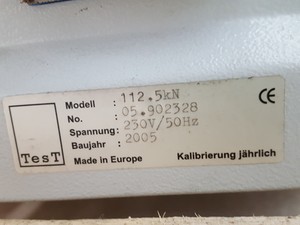 Modell : 112.5kN
No. : 05.902328
Spannung: 230V/50Hz
Baujahr : 2005
TesT
Made in Europe Kalibrierung jährlich
CE